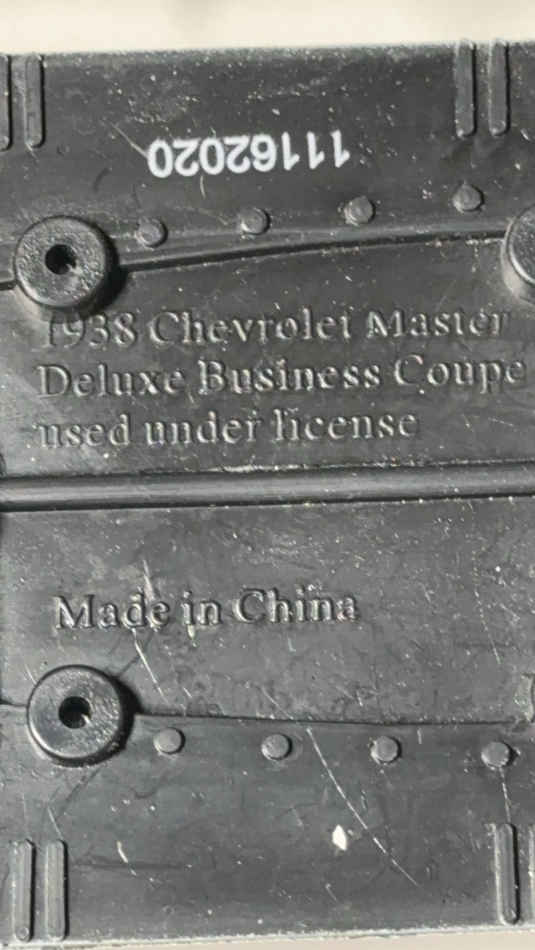 11162020
1938 Chevrolet Master
Deluxe Business Coupe
used under license
Made in China